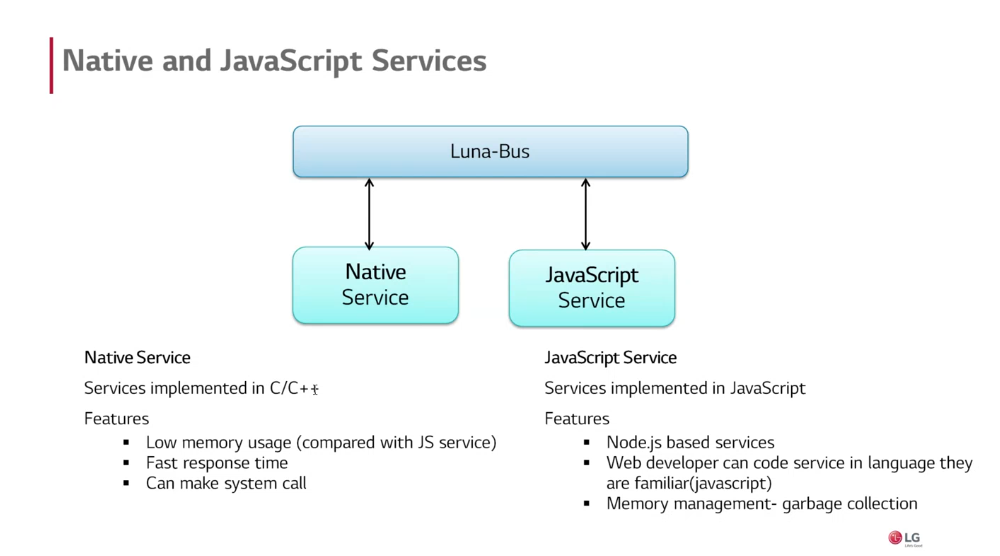 Native and JavaScript Services
Luna-Bus
Native
Service
JavaScript
Service
Native Service
Services implemented in C/C++
Features
▪ Low memory usage (compared with JS service)
▪ Fast response time
▪ Can make system call
JavaScript Service
Services implemented in JavaScript
Features
▪ Node.js based services
▪ Web developer can code service in language they
are familiar(javascript)
▪ Memory management- garbage collection
LG
Life's Good